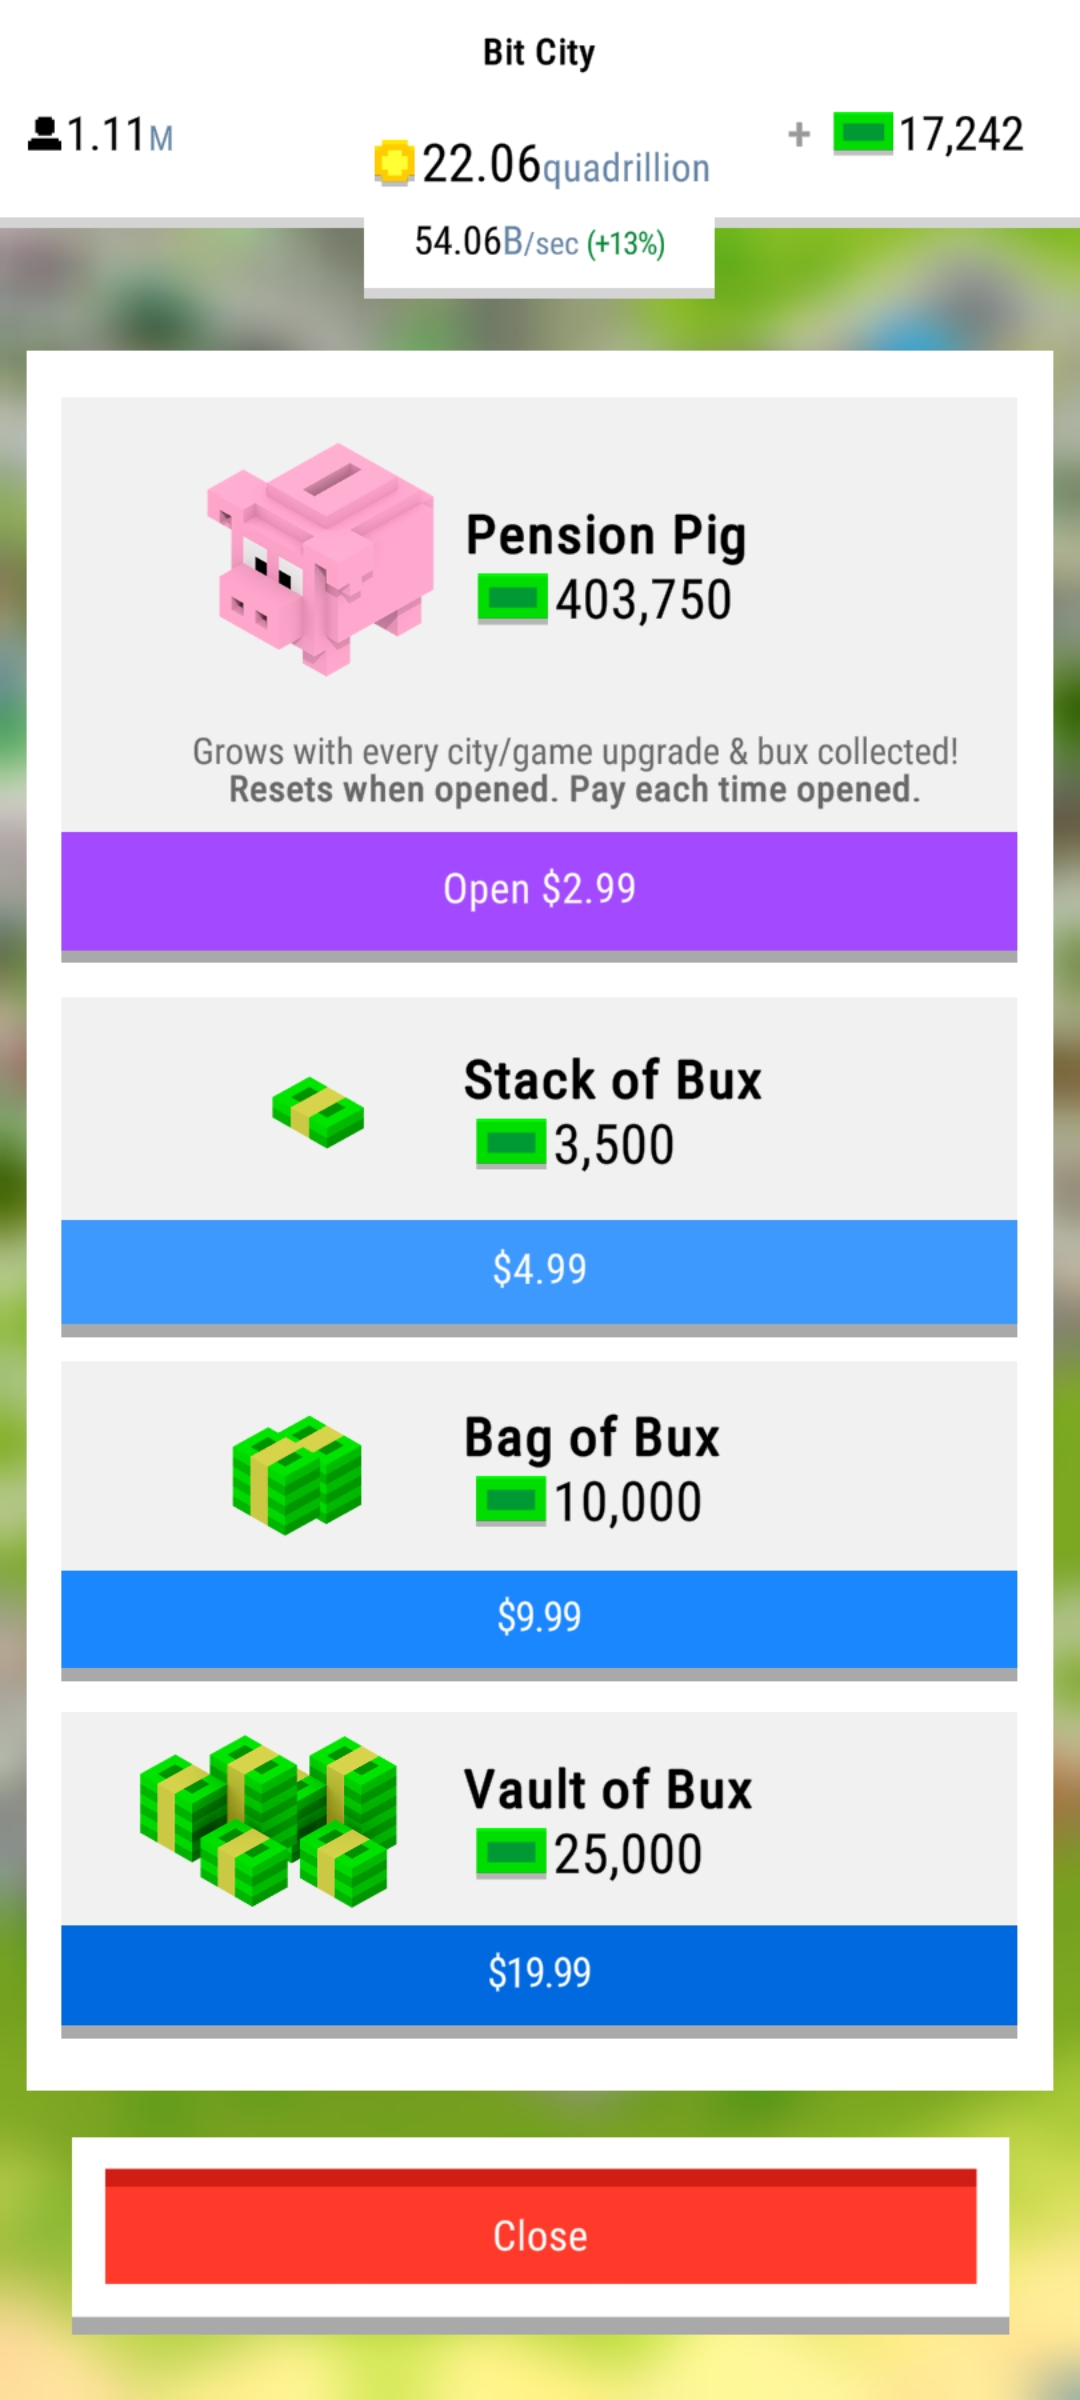 Bit City
1.11M
22.06quadrillion
+ 17,242
54.06B/sec (+13%)
Pension Pig
403,750
Grows with every city/game upgrade & bux collected!
Resets when opened. Pay each time opened.
Open $2.99
Stack of Bux
3,500
$4.99
Bag of Bux
10,000
$9.99
Vault of Bux
25,000
$19.99
Close